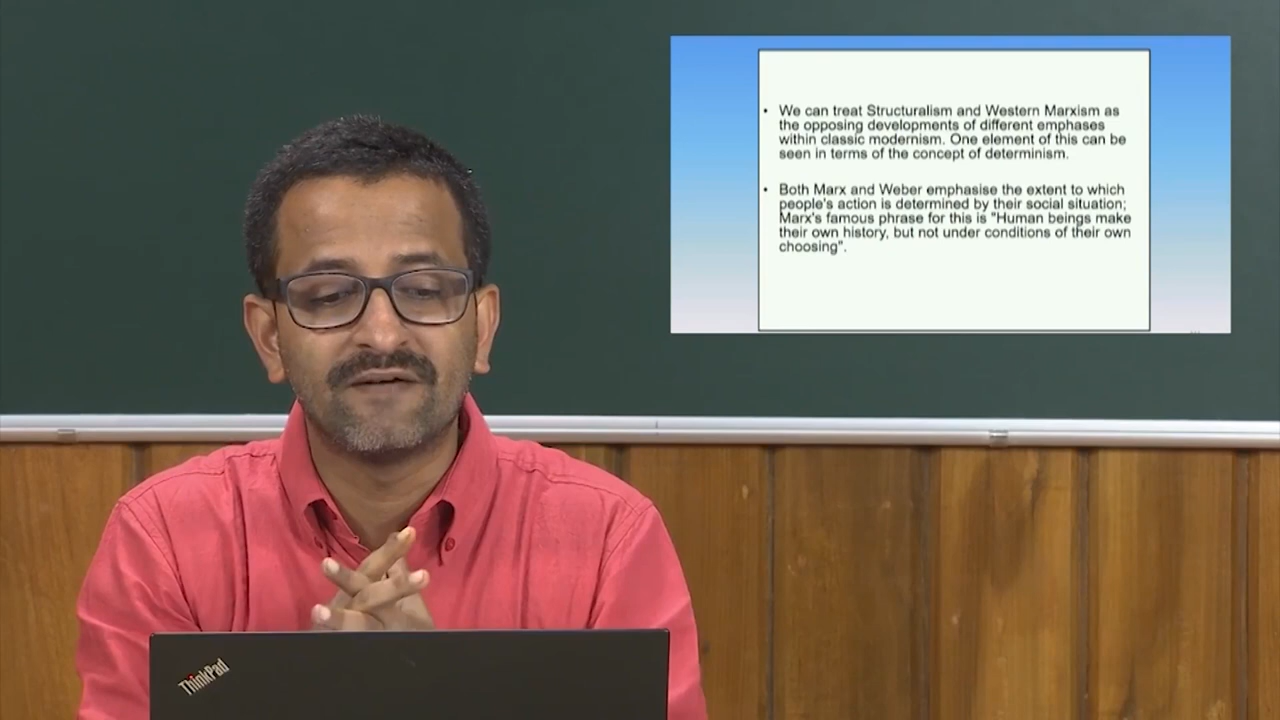 • We can treat Structuralism and Western Marxism as
the opposing developments of different emphases
within classic modernism. One element of this can be
seen in terms of the concept of determinism.
• Both Marx and Weber emphasise the extent to which
people's action is determined by their social situation;
Marx's famous phrase for this is "Human beings make
their own history, but not under conditions of their own
choosing".
ThinkPad